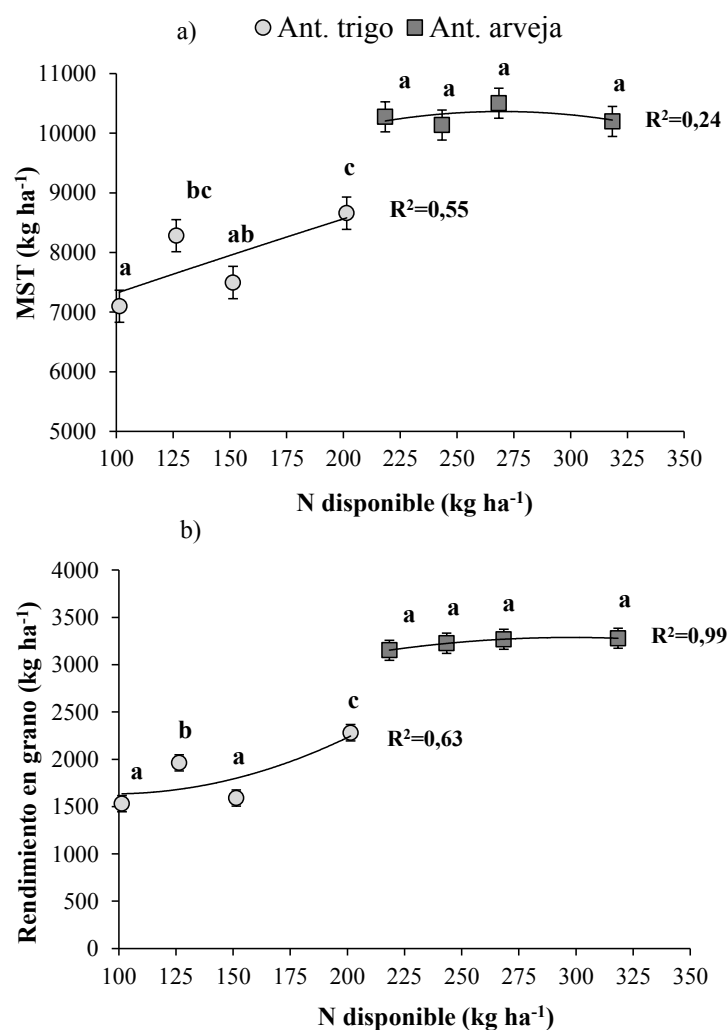 a)
Ant. trigo Ant. arveja
11000
10000
9000
8000
7000
6000
5000
MST (kg ha⁻¹)
a
bc
ab
c
R²=0,55
a
a
a
a
R²=0,24
100 125 150 175 200 225 250 275 300 325 350
N disponible (kg ha⁻¹)
b)
4000
3500
3000
2500
2000
1500
1000
500
0
Rendimiento en grano (kg ha⁻¹)
a
b
a
c
R²=0,63
a
a
a
a
R²=0,99
100 125 150 175 200 225 250 275 300 325 350
N disponible (kg ha⁻¹)